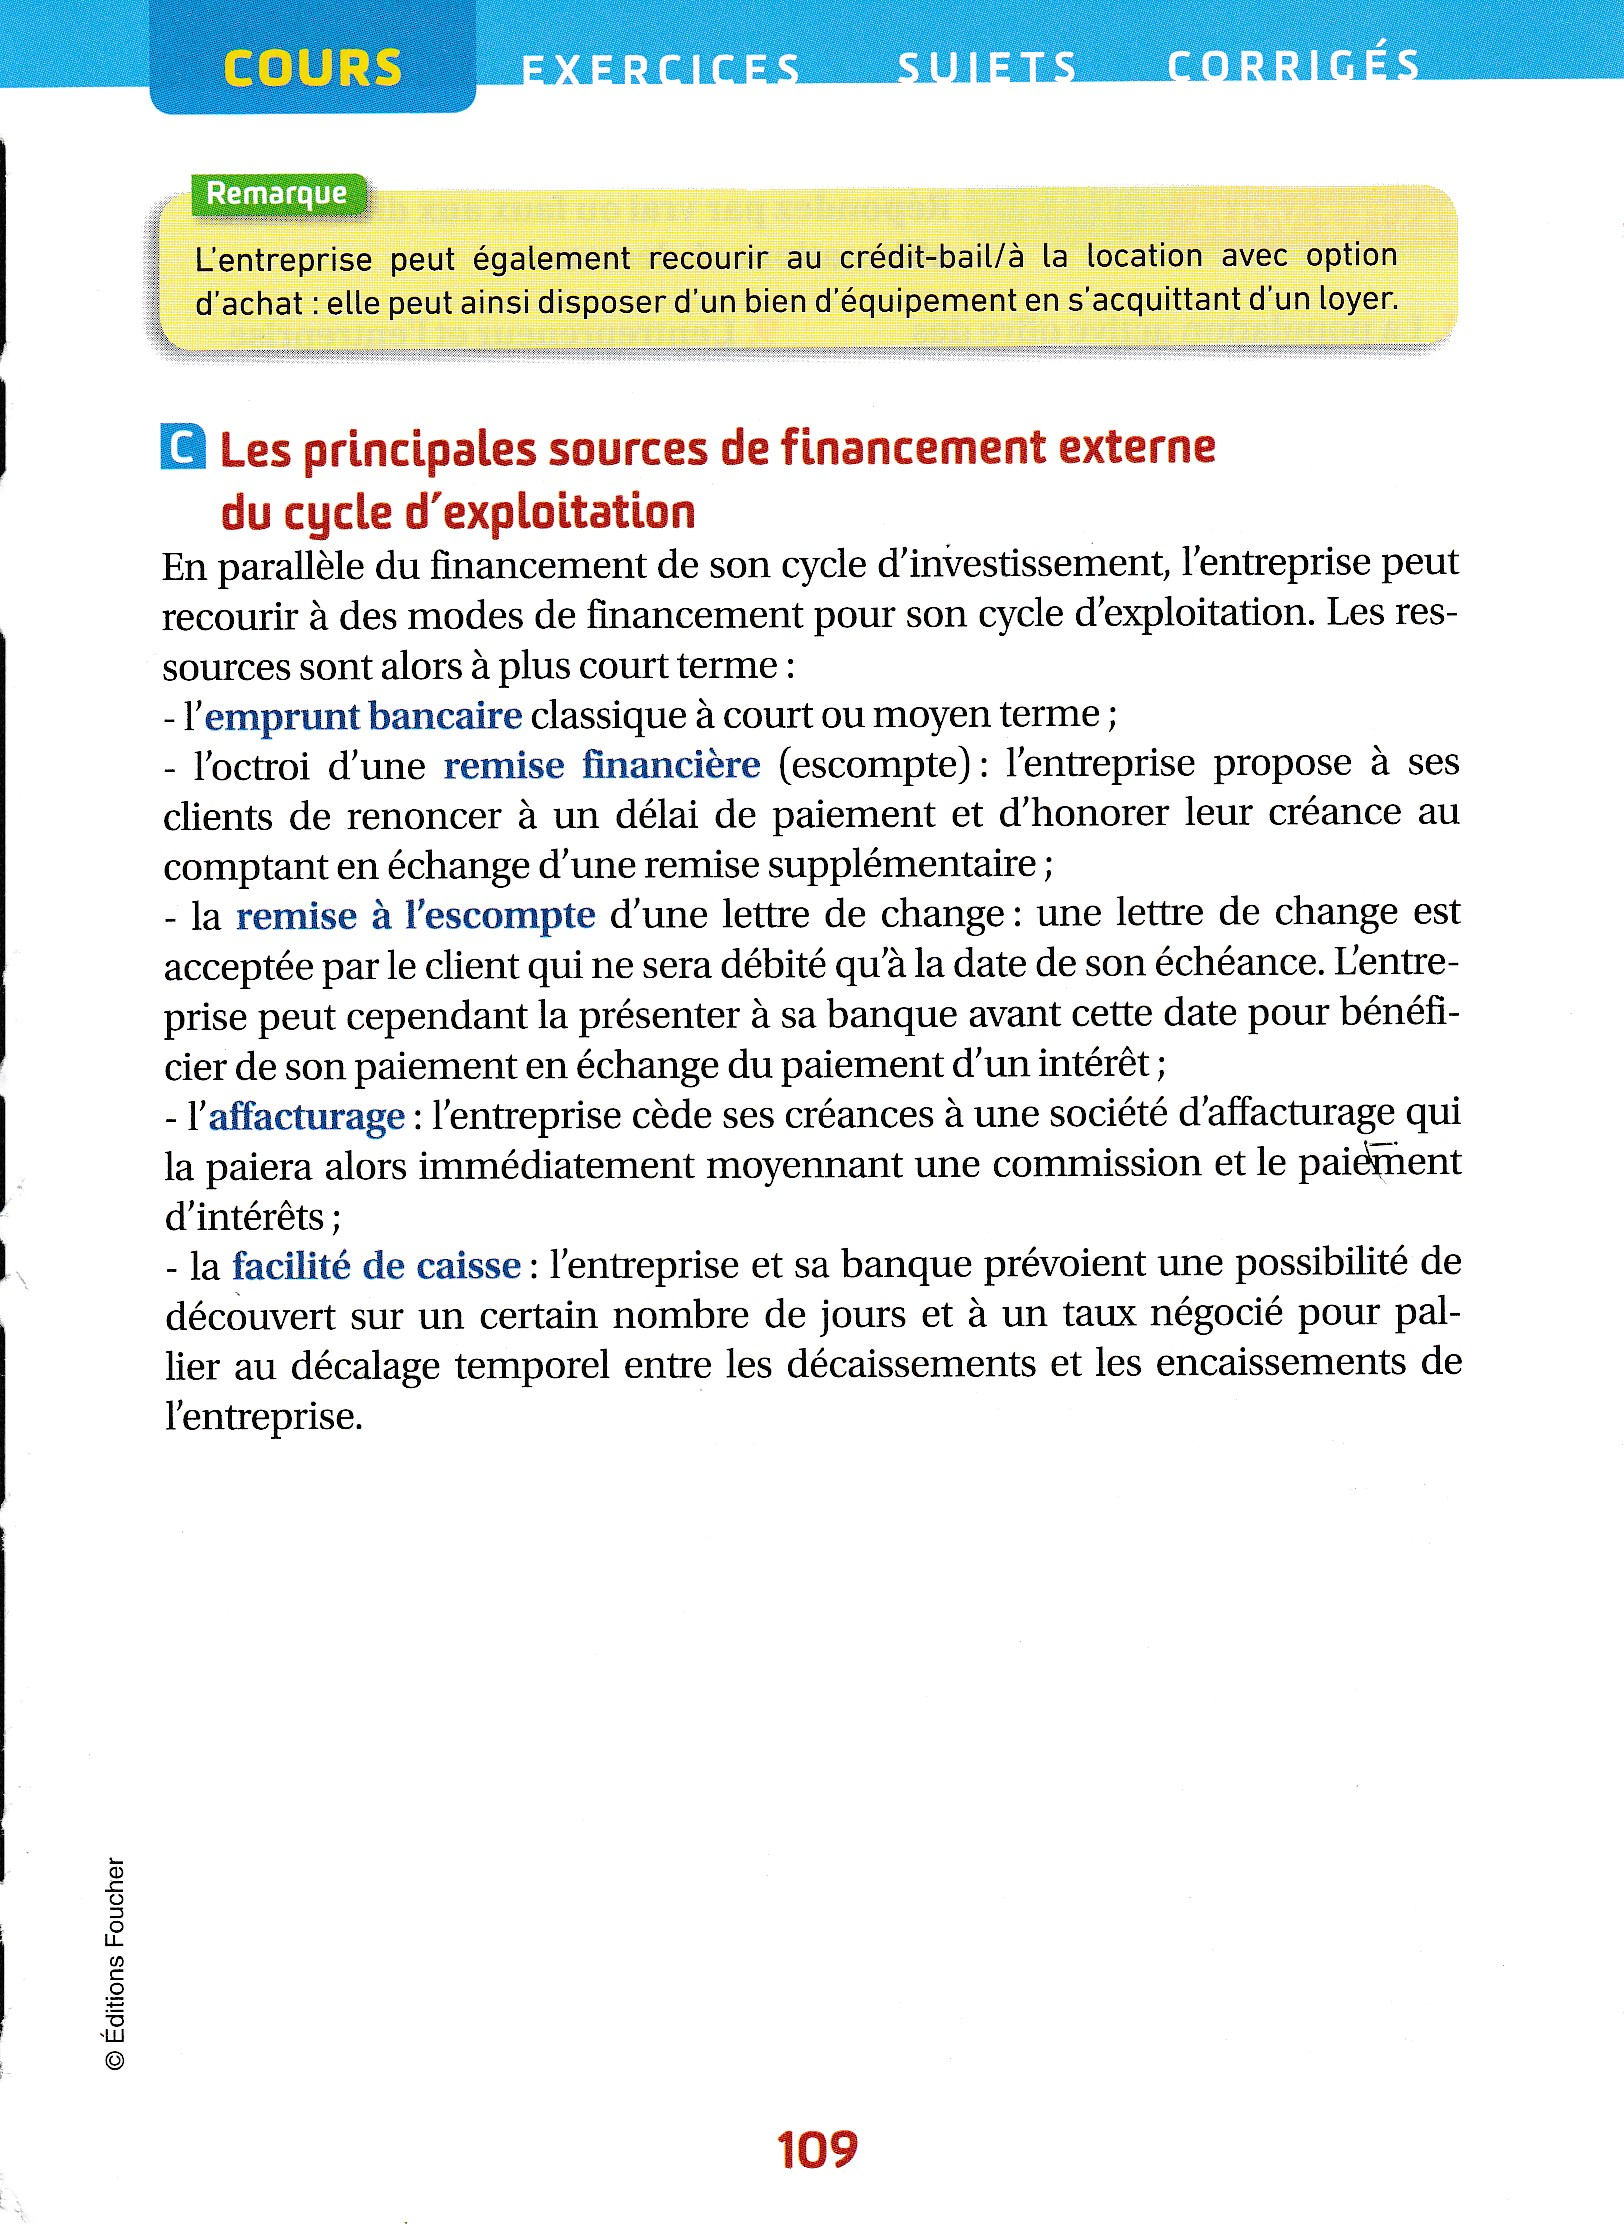 COURS EXERCICES SUJETS CORRIGÉS
Remarque
L'entreprise peut également recourir au crédit-bail/à la location avec option
d'achat : elle peut ainsi disposer d'un bien d'équipement en s'acquittant d'un loyer.
C Les principales sources de financement externe
du cycle d'exploitation
En parallèle du financement de son cycle d'investissement, l'entreprise peut
recourir à des modes de financement pour son cycle d'exploitation. Les res-
sources sont alors à plus court terme :
- l'emprunt bancaire classique à court ou moyen terme ;
- l'octroi d'une remise financière (escompte) : l'entreprise propose à ses
clients de renoncer à un délai de paiement et d'honorer leur créance au
comptant en échange d'une remise supplémentaire ;
- la remise à l'escompte d'une lettre de change : une lettre de change est
acceptée par le client qui ne sera débité qu'à la date de son échéance. L'entre-
prise peut cependant la présenter à sa banque avant cette date pour bénéfi-
cier de son paiement en échange du paiement d'un intérêt ;
- l'affacturage : l'entreprise cède ses créances à une société d'affacturage qui
la paiera alors immédiatement moyennant une commission et le paiement
d'intérêts ;
- la facilité de caisse : l'entreprise et sa banque prévoient une possibilité de
découvert sur un certain nombre de jours et à un taux négocié pour pal-
lier au décalage temporel entre les décaissements et les encaissements de
l'entreprise.
© Éditions Foucher
109